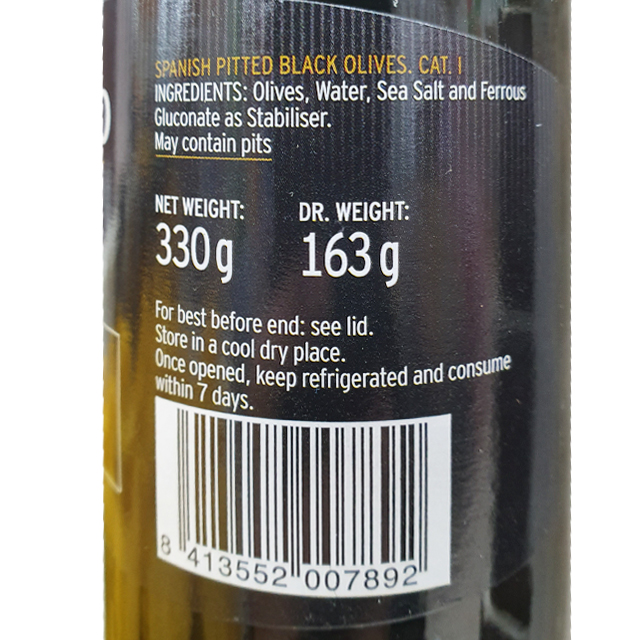 SPANISH PITTED BLACK OLIVES. CAT. I
INGREDIENTS: Olives, Water, Sea Salt and Ferrous
Gluconate as Stabiliser.
May contain pits
NET WEIGHT: DR. WEIGHT:
330g 163g
For best before end: see lid.
Store in a cool dry place.
Once opened, keep refrigerated and consume
within 7 days.
8 413552 007892